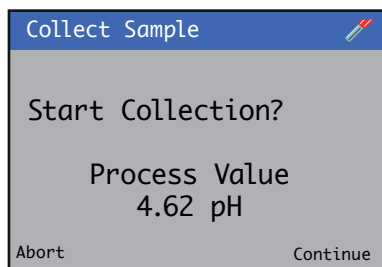 Collect Sample
Start Collection?
Process Value
4.62 pH
Abort Continue